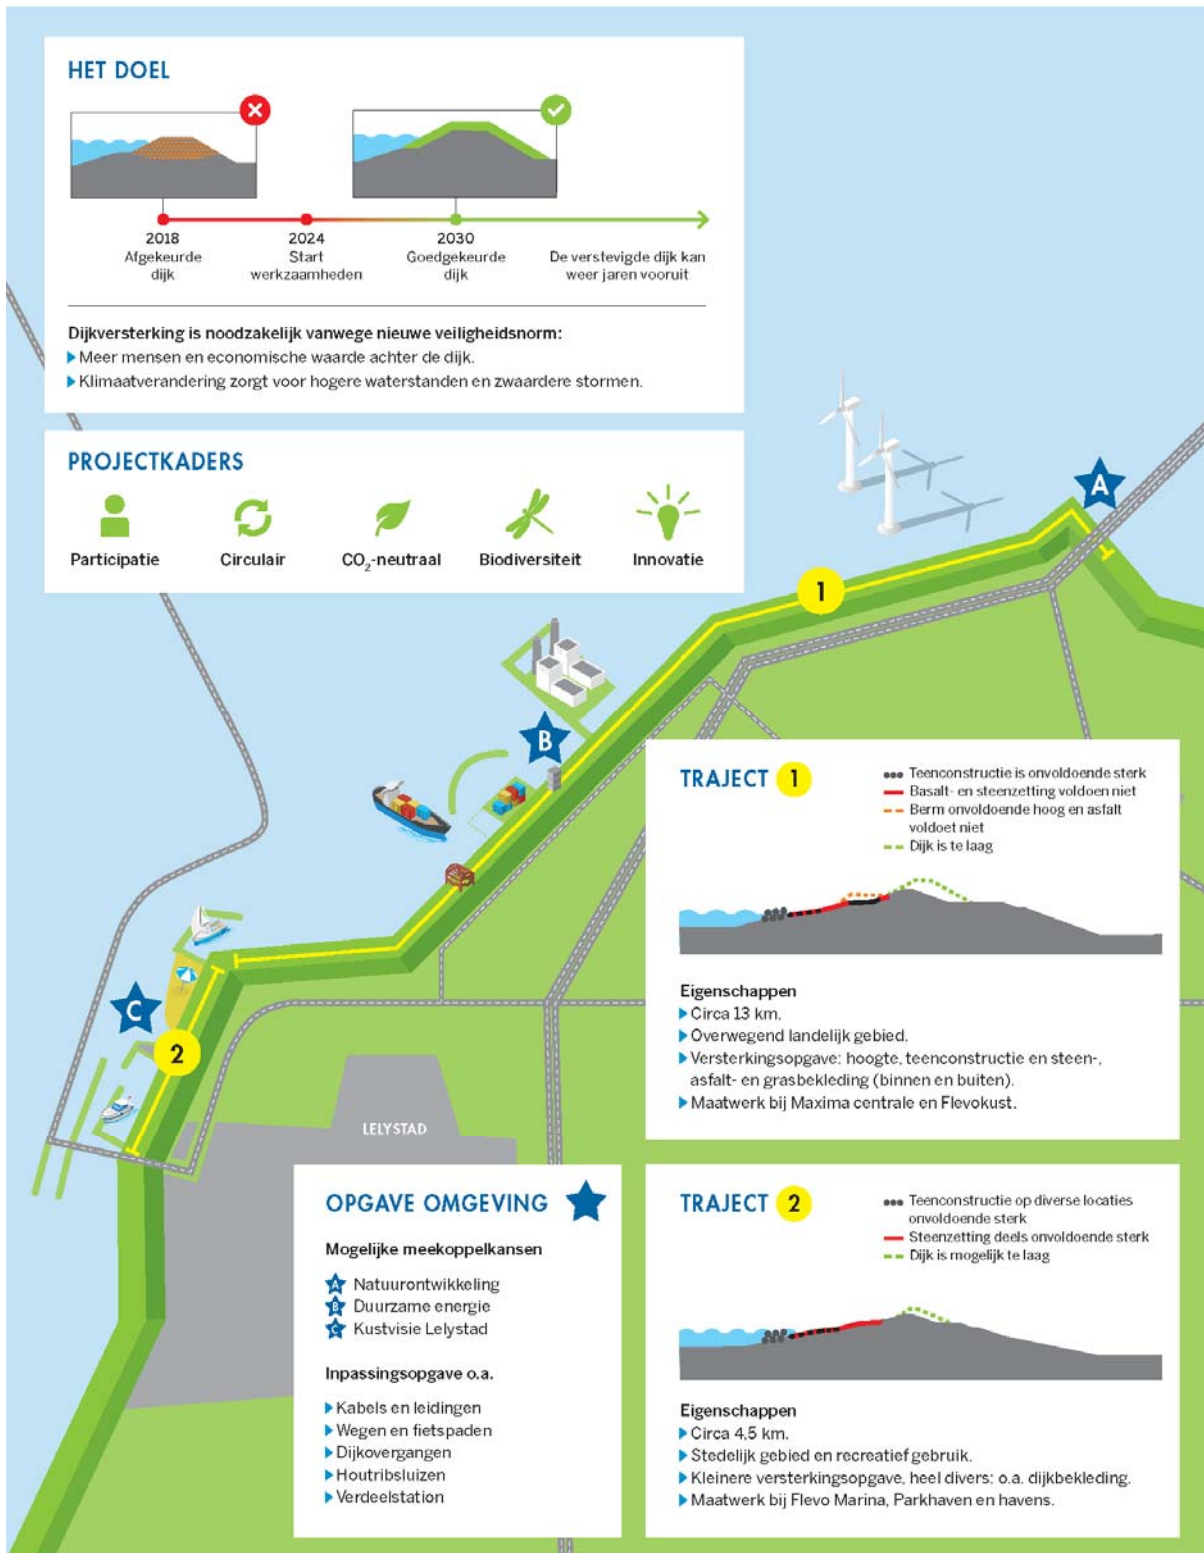 HET DOEL
2018
Afgekeurde
dijk
2024
Start
werkzaamheden
2030
Goedgekeurde
dijk
De verstevigde dijk kan
weer jaren vooruit
Dijkversterking is noodzakelijk vanwege nieuwe veiligheidsnorm:
Meer mensen en economische waarde achter de dijk.
Klimaatverandering zorgt voor hogere waterstanden en zwaardere stormen.
PROJECTKADERS
Participatie
Circulair
CO₂-neutraal
Biodiversiteit
Innovatie
A
1
B
C
2
LELYSTAD
TRAJECT 1
Teenconstructie is onvoldoende sterk
Basalt- en steenzetting voldoen niet
Berm onvoldoende hoog en asfalt
voldoet niet
Dijk is te laag
Eigenschappen
Circa 13 km.
Overwegend landelijk gebied.
Versterkingsopgave: hoogte, teenconstructie en steen-,
asfalt- en grasbekleding (binnen en buiten).
Maatwerk bij Maxima centrale en Flevokust.
OPGAVE OMGEVING
Mogelijke meekoppelkansen
A Natuurontwikkeling
B Duurzame energie
C Kustvisie Lelystad
Inpassingsopgave o.a.
Kabels en leidingen
Wegen en fietspaden
Dijkovergangen
Houtribsluizen
Verdeelstation
TRAJECT 2
Teenconstructie op diverse locaties
onvoldoende sterk
Steenzetting deels onvoldoende sterk
Dijk is mogelijk te laag
Eigenschappen
Circa 4,5 km.
Stedelijk gebied en recreatief gebruik.
Kleinere versterkingsopgave, heel divers: o.a. dijkbekleding.
Maatwerk bij Flevo Marina, Parkhaven en havens.